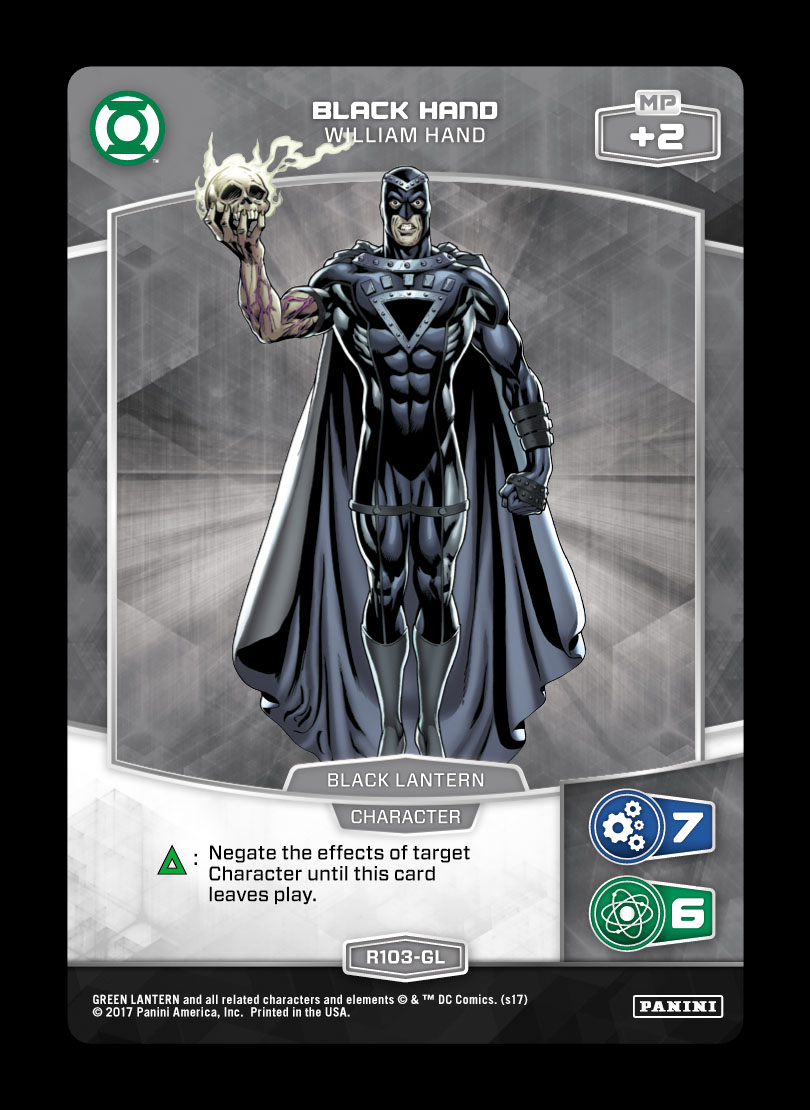 BLACK HAND
WILLIAM HAND
MP
+2
™
BLACK LANTERN
CHARACTER
: Negate the effects of target
Character until this card
leaves play.
7
6
R103-GL
GREEN LANTERN and all related characters and elements © & ™ DC Comics. (s17)
© 2017 Panini America, Inc. Printed in the USA.
PANINI